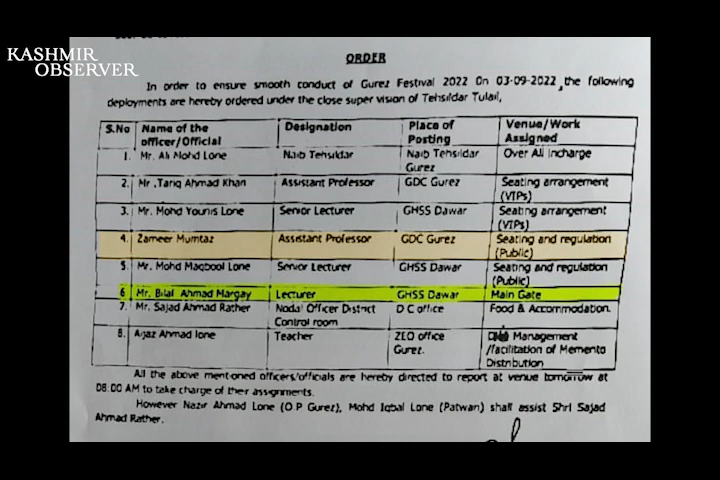 KASHMIR
OBSERVER
ORDER
In order to ensure smooth conduct of Gurez Festival 2022 On 03-09-2022, the following
deployments are hereby ordered under the close super vision of Tehsildar Tulail,
S.No Name of the officer/Official Designation Place of Posting Venue/Work Assigned
1. Mr. Ali Mohd Lone Naib Tehsildar Naib Tehsildar Gurez Over All Incharge
2. Mr .Tariq Ahmad Khan Assistant Professor GDC Gurez Seating arrangement (VIPs)
3. Mr. Mohd Younis Lone Senior Lecturer GHSS Dawar Seating arrangement (VIPs)
4. Zameer Mumtaz Assistant Professor GDC Gurez Seating and regulation (Public)
5. Mr. Mohd Maqbool Lone Senior Lecturer GHSS Dawar Seating and regulation (Public)
6 Mr. Bilal Ahmad Margay Lecturer GHSS Dawar Main Gate
7. Mr. Sajad Ahmad Rather Nodal Officer District Control room D C office Food & Accommodation.
8. Aijaz Ahmad lone Teacher ZEO office Gurez. Management /facilitation of Memento Distribution
All the above mentioned officers/officials are hereby directed to report at venue tomorrow at
08:00 AM to take charge of their assignments.
However Nazir Ahmad Lone (O P Gurez), Mohd Iqbal Lone (Patwari) shall assist Shri Sajad
Ahmad Rather.